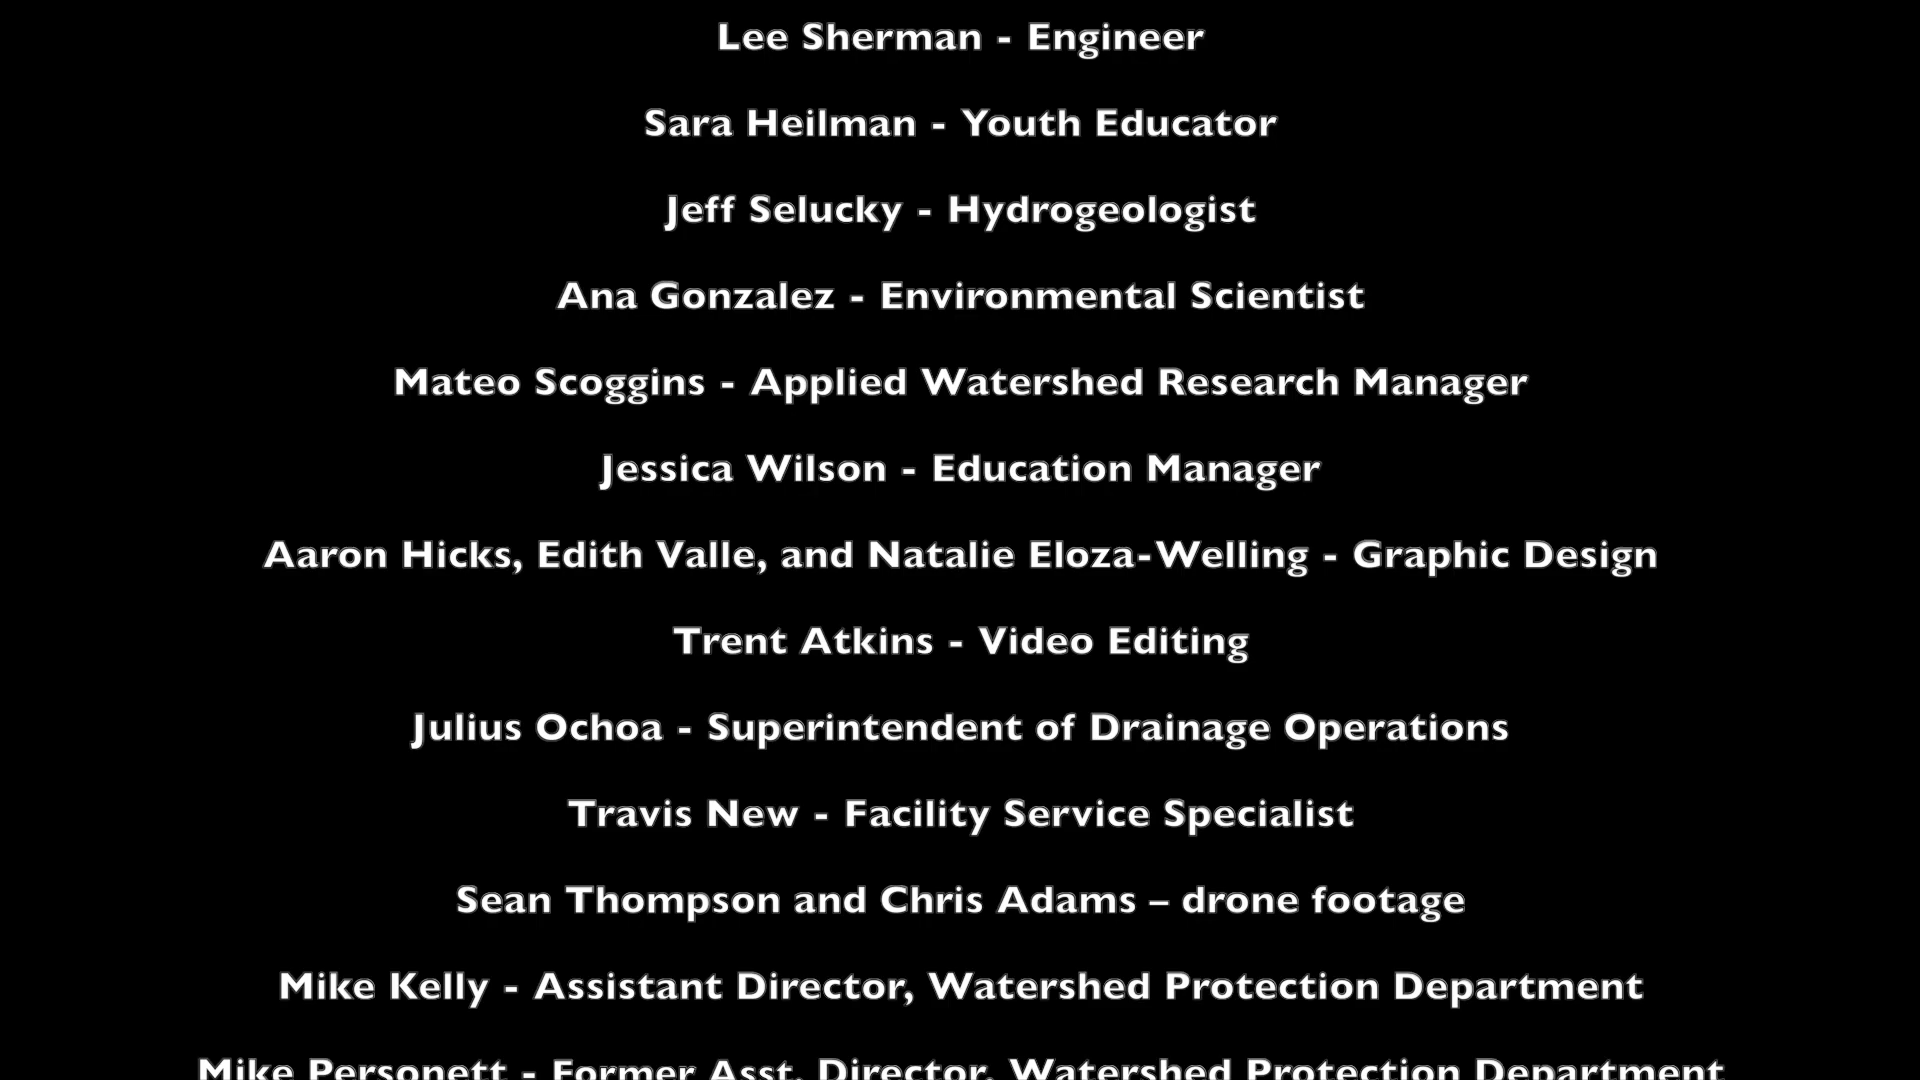 Lee Sherman - Engineer
Sara Heilman - Youth Educator
Jeff Selucky - Hydrogeologist
Ana Gonzalez - Environmental Scientist
Mateo Scoggins - Applied Watershed Research Manager
Jessica Wilson - Education Manager
Aaron Hicks, Edith Valle, and Natalie Eloza-Welling - Graphic Design
Trent Atkins - Video Editing
Julius Ochoa - Superintendent of Drainage Operations
Travis New - Facility Service Specialist
Sean Thompson and Chris Adams – drone footage
Mike Kelly - Assistant Director, Watershed Protection Department
Mike Personett - Former Asst. Director, Watershed Protection Department